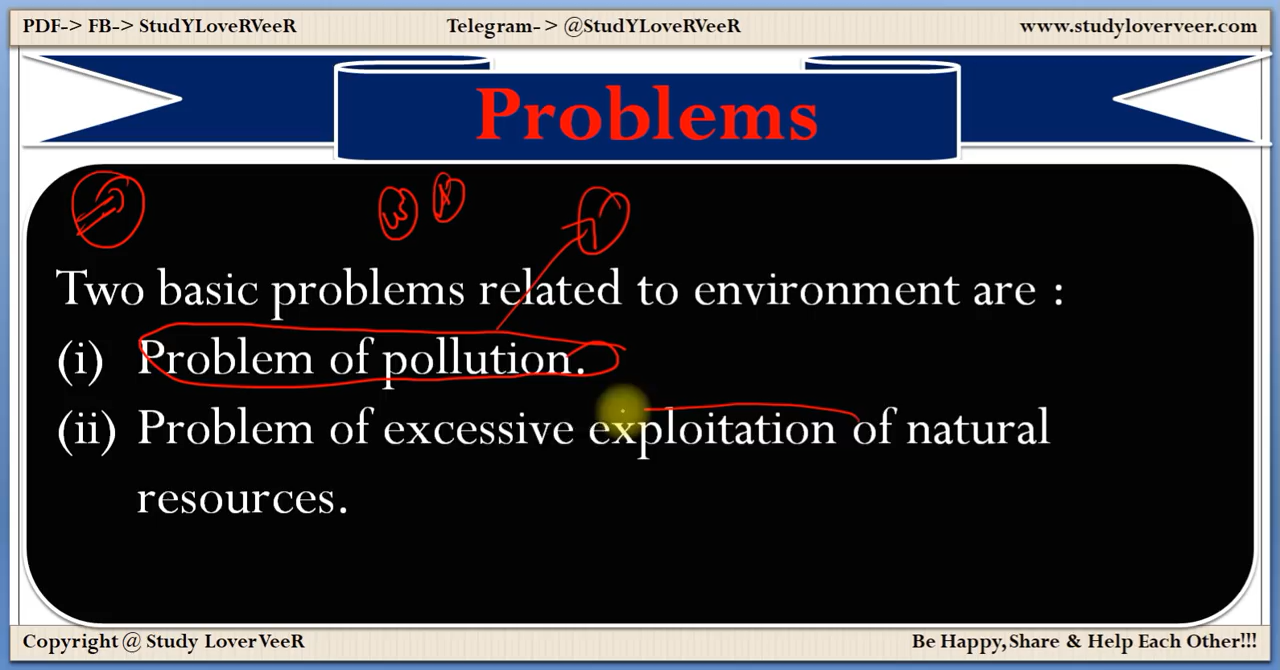 PDF-> FB-> StudYLoveRVeeR Telegram-> @StudYLoveRVeeR www.studyloverveer.com
Problems
Two basic problems related to environment are :
(i) Problem of pollution.
(ii) Problem of excessive exploitation of natural
resources.
Copyright @ Study LoverVeeR Be Happy,Share & Help Each Other!!!